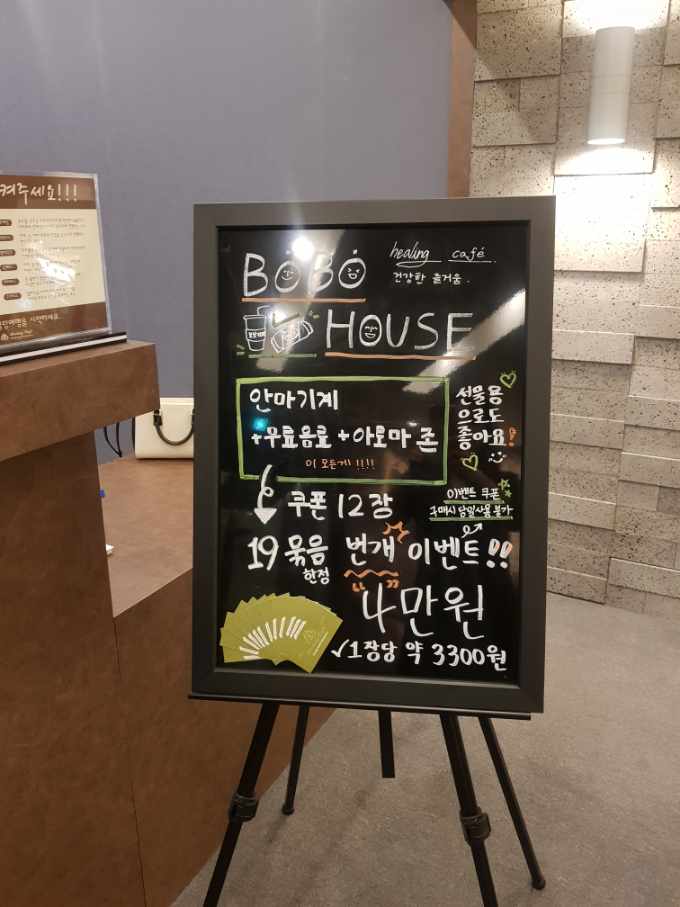 켜주세요!!!
BOBO
healing café.
건강한 즐거움.
HOUSE
안마기계
+무료음료 +아로마 존
이 모든게!!!!
선물용
으로도
좋아요!
쿠폰 12장
이벤트 쿠폰
구매시 당일사용 불가
19 묶음
한정
번개 이벤트!!
"4만원"
✓1장당 약 3300원